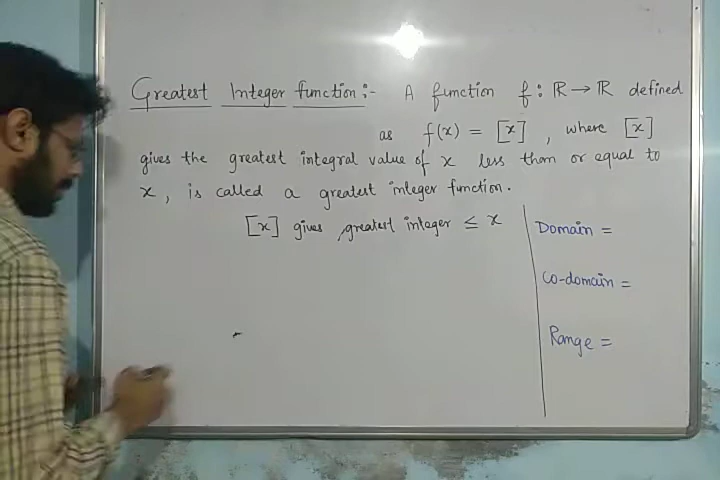 Greatest Integer function :- A function f : ℝ → ℝ defined
as f(x) = [x] , where [x]
gives the greatest integral value of x less than or equal to
x , is called a greatest integer function .
[x] gives greatest integer ≤ x
Domain =
Co-domain =
Range =